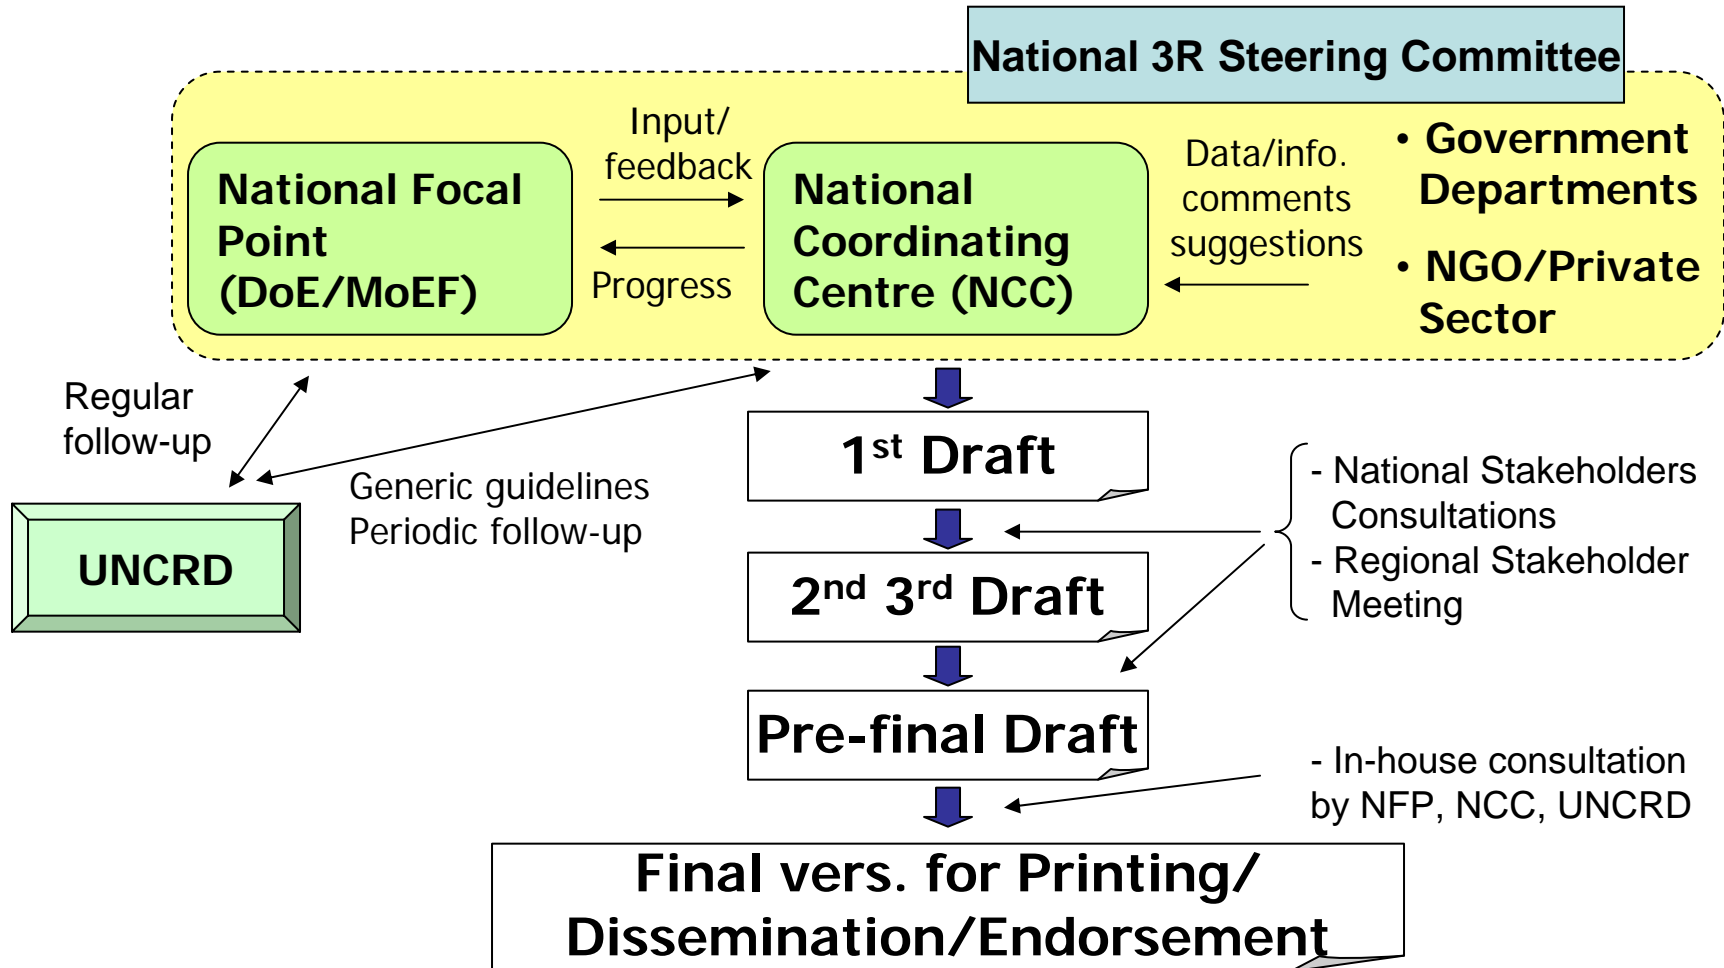 National 3R Steering Committee
Input/
feedback
National Focal
Point
(DoE/MoEF)
Progress
National
Coordinating
Centre (NCC)
Data/info.
comments
suggestions
• Government
Departments
• NGO/Private
Sector
Regular
follow-up
Generic guidelines
Periodic follow-up
UNCRD
1st Draft
- National Stakeholders
Consultations
- Regional Stakeholder
Meeting
2nd 3rd Draft
Pre-final Draft
- In-house consultation
by NFP, NCC, UNCRD
Final vers. for Printing/
Dissemination/Endorsement